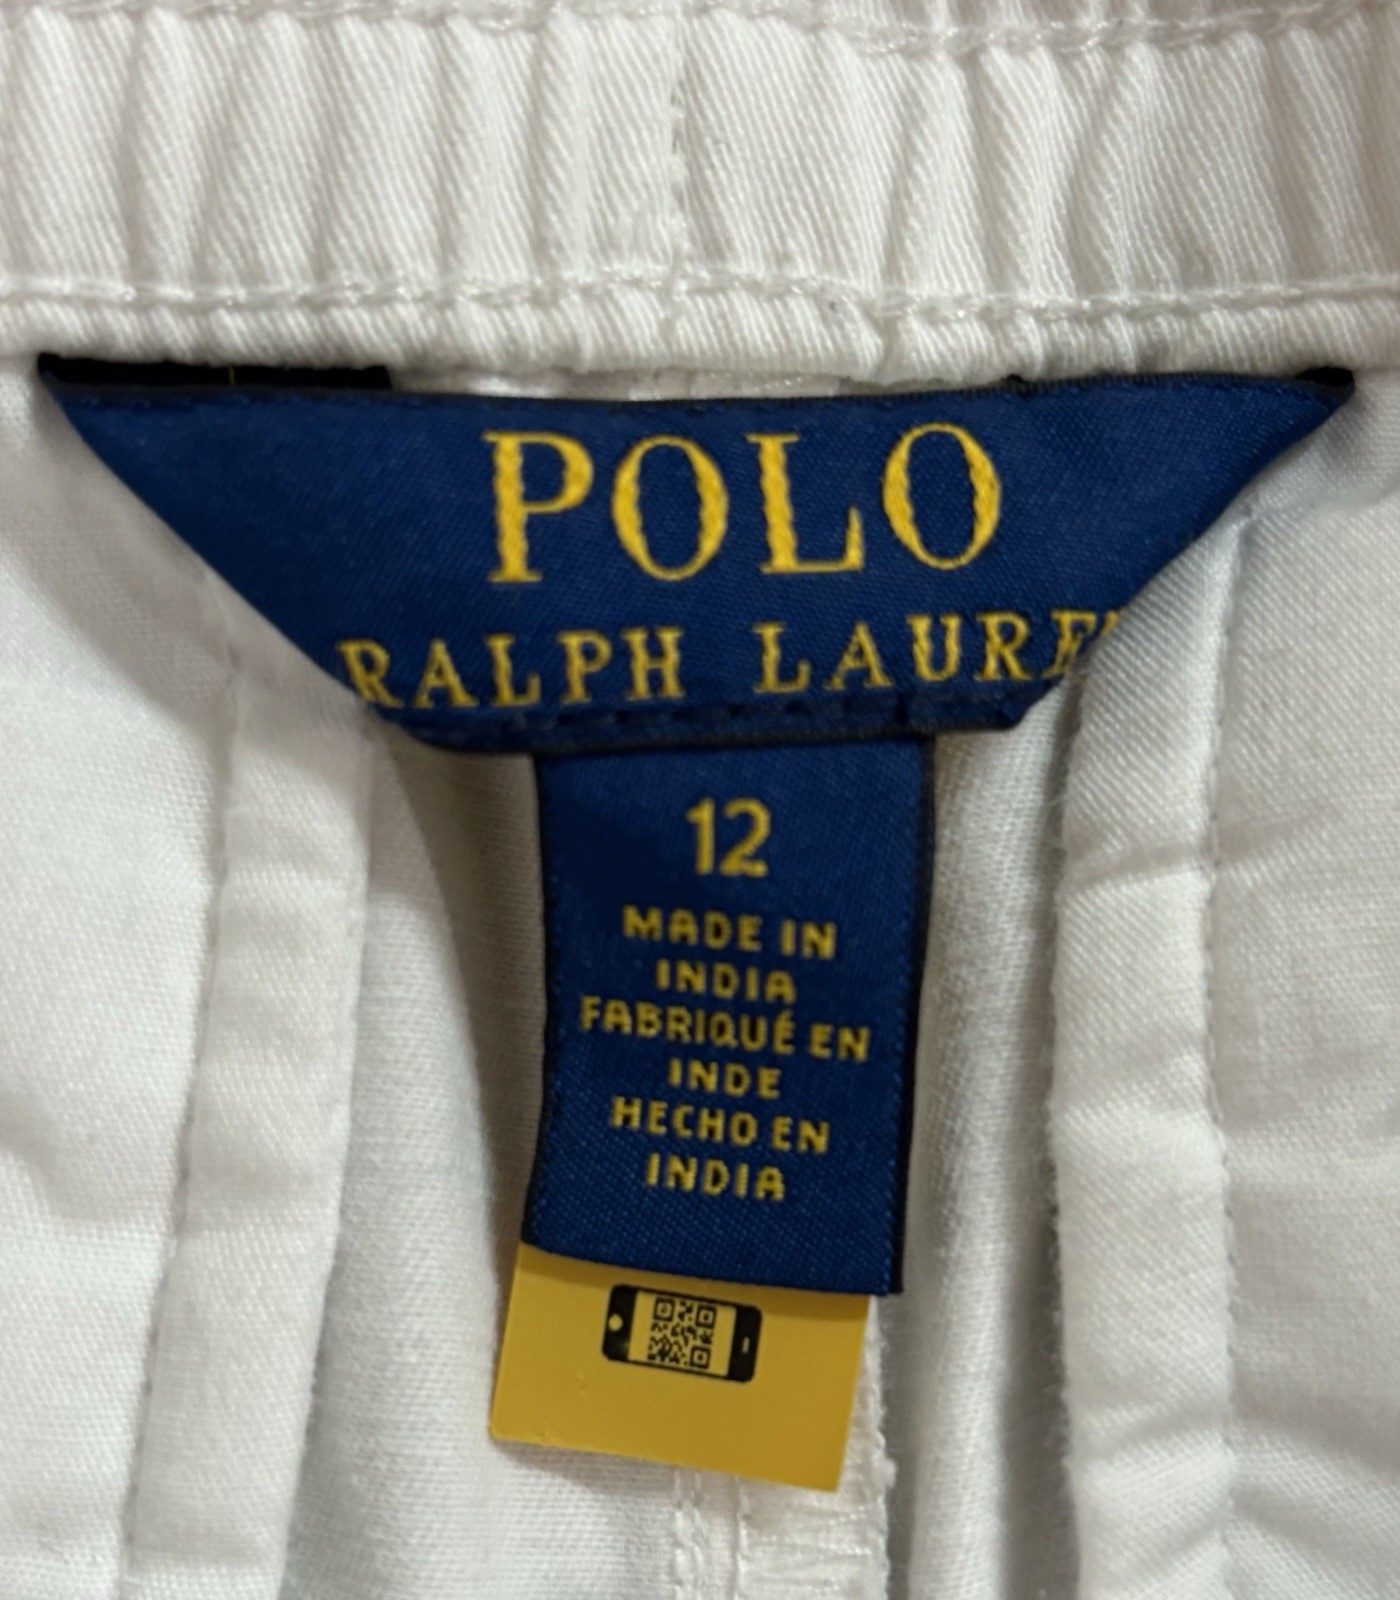 POLO
RALPH LAUREN
12
MADE IN
INDIA
FABRIQUÉ EN
INDE
HECHO EN
INDIA